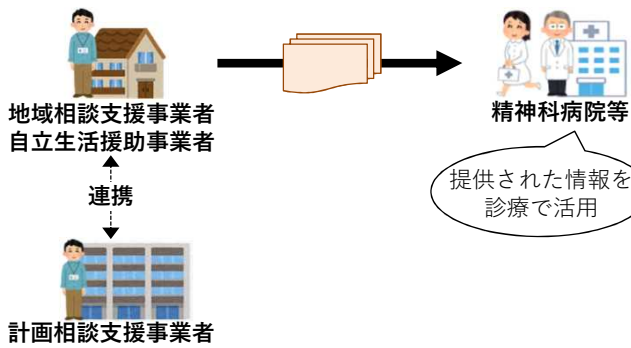 地域相談支援事業者
自立生活援助事業者
精神科病院等
提供された情報を
診療で活用
連携
計画相談支援事業者